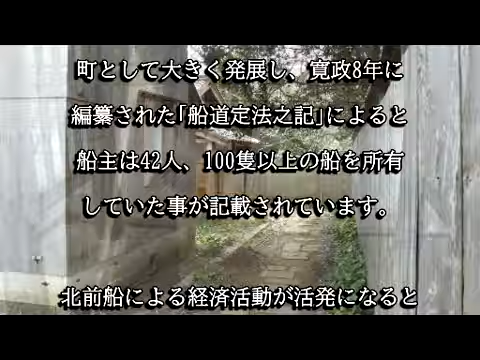 町として大きく発展し、寛政8年に
編纂された｢船道定法之記｣によると
船主は42人、100隻以上の船を所有
していた事が記載されています。
北前船による経済活動が活発になると